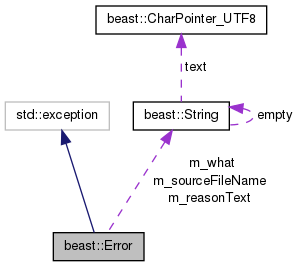 beast::CharPointer_UTF8
text
std::exception
beast::String
empty
m_what
m_sourceFileName
m_reasonText
beast::Error